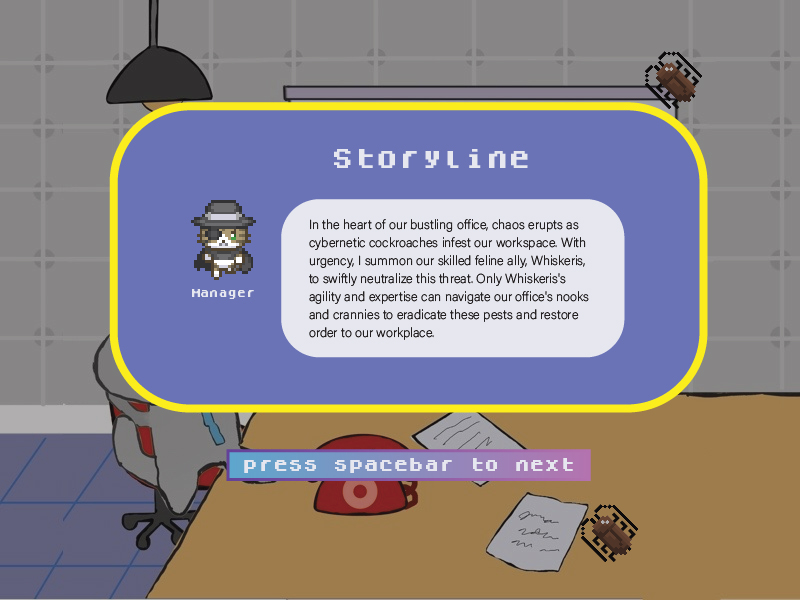 Storyline
In the heart of our bustling office, chaos erupts as
cybernetic cockroaches infest our workspace. With
urgency, I summon our skilled feline ally, Whiskeris,
to swiftly neutralize this threat. Only Whiskeris's
agility and expertise can navigate our office's nooks
and crannies to eradicate these pests and restore
order to our workplace.
Manager
press spacebar to next